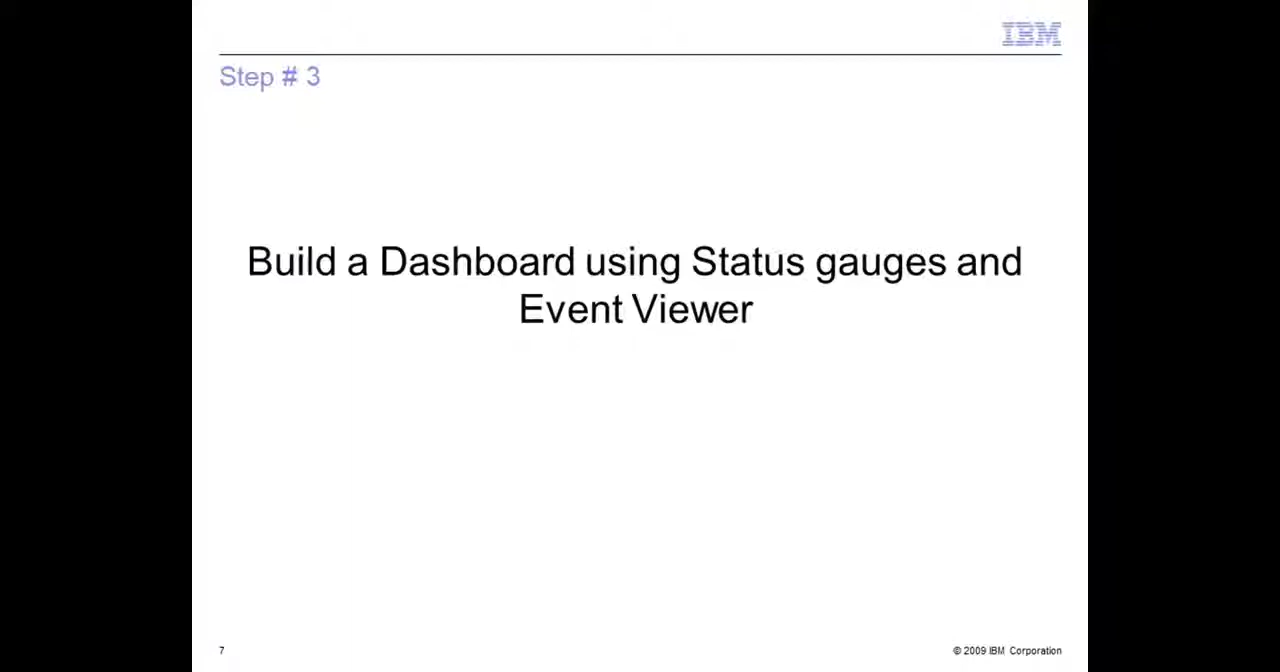 IBM
Step # 3
Build a Dashboard using Status gauges and
Event Viewer
7
© 2009 IBM Corporation